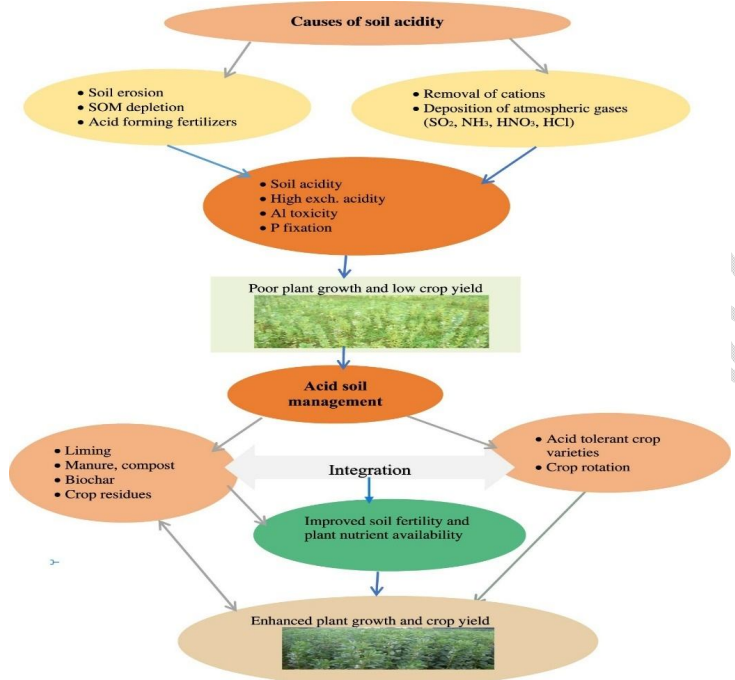 Causes of soil acidity
• Soil erosion
• SOM depletion
• Acid forming fertilizers
• Removal of cations
• Deposition of atmospheric gases
(SO₂, NH₃, HNO₃, HCl)
• Soil acidity
• High exch. acidity
• Al toxicity
• P fixation
Poor plant growth and low crop yield
Acid soil
management
• Liming
• Manure, compost
• Biochar
• Crop residues
Integration
• Acid tolerant crop
varieties
• Crop rotation
Improved soil fertility and
plant nutrient availability
Enhanced plant growth and crop yield